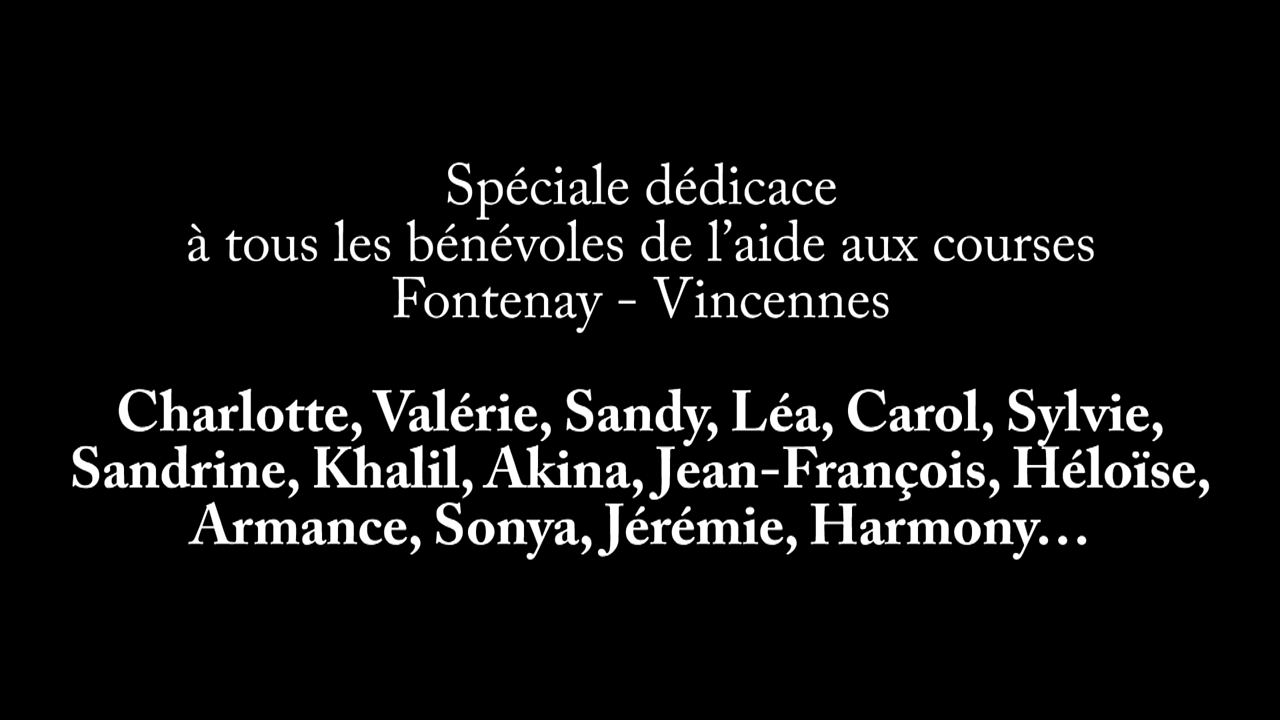 Spéciale dédicace
à tous les bénévoles de l’aide aux courses
Fontenay - Vincennes
Charlotte, Valérie, Sandy, Léa, Carol, Sylvie,
Sandrine, Khalil, Akina, Jean-François, Héloïse,
Armance, Sonya, Jérémie, Harmony…